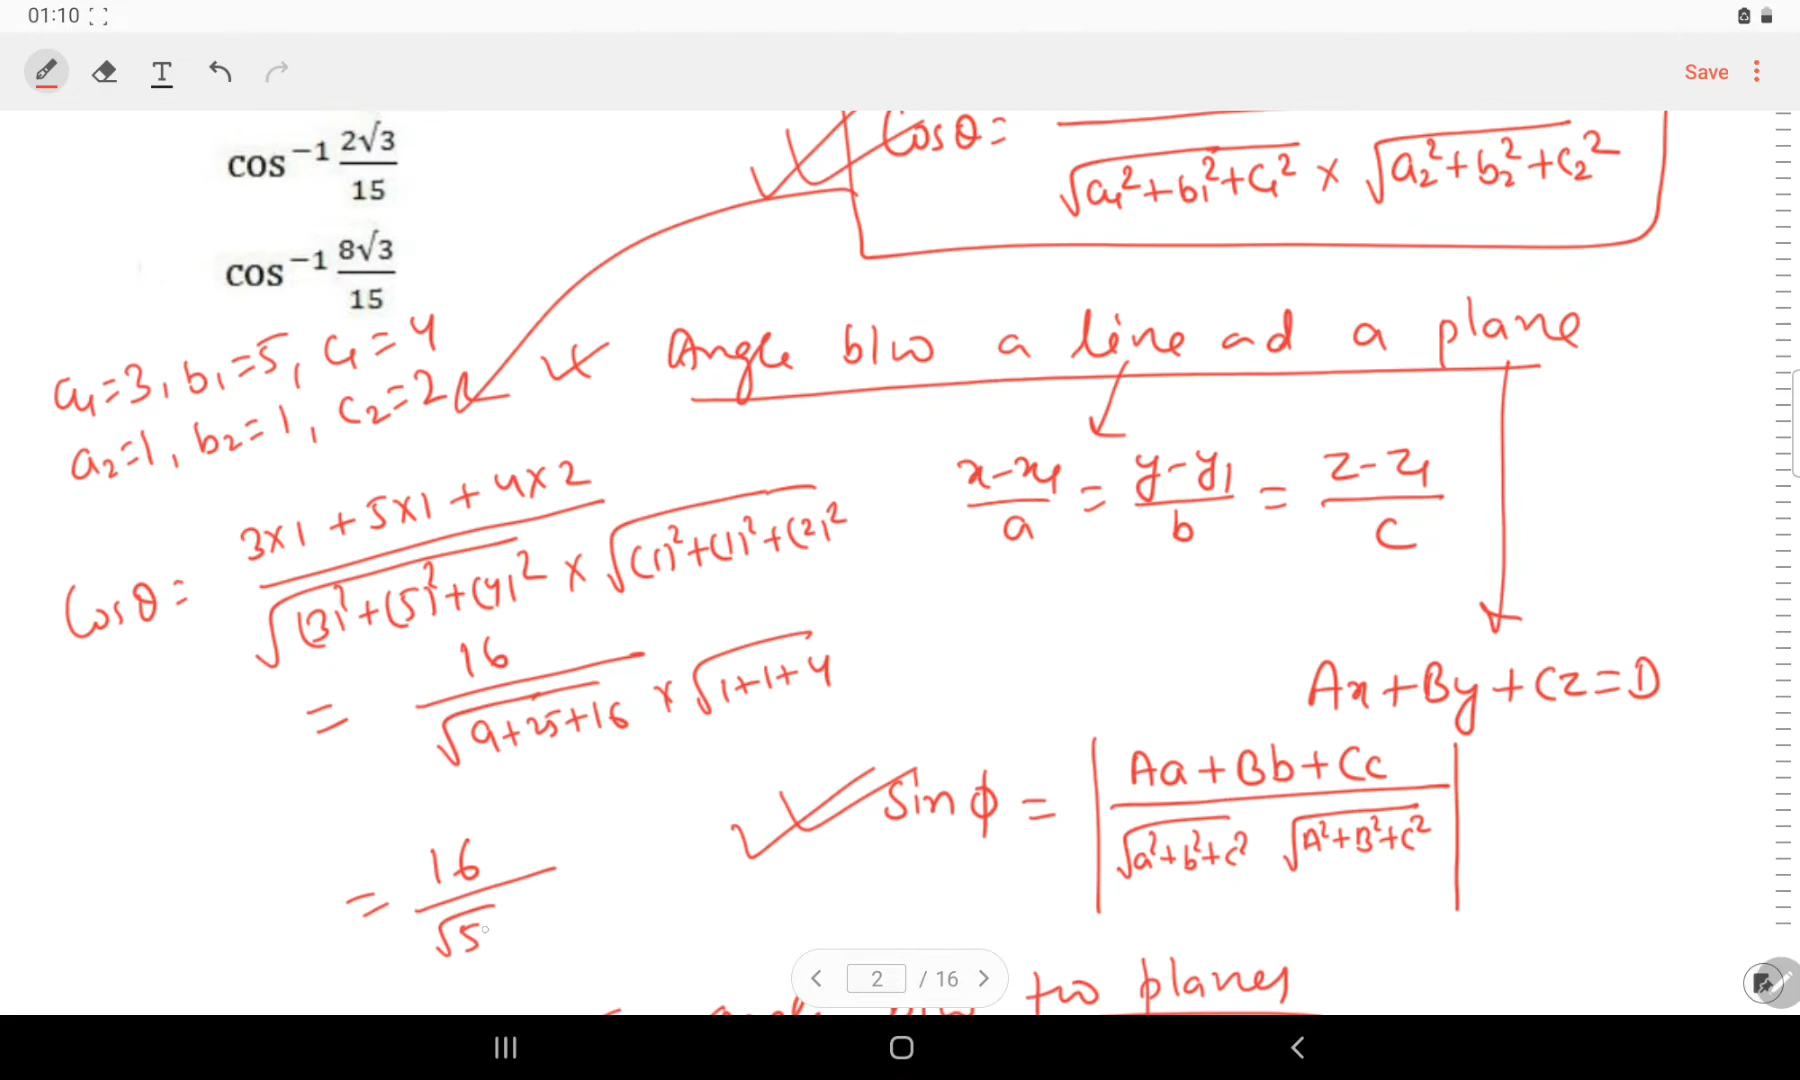 01:10
Save
cos⁻¹ 2√3/15
cos⁻¹ 8√3/15
Cosθ = /√a₁²+b₁²+c₁² × √a₂²+b₂²+c₂²
a₁=3, b₁=5, c₁=4
a₂=1, b₂=1, c₂=2
Angle b/w a line ad a plane
x-x₁/a = y-y₁/b = z-z₁/c
Cosθ = 3×1 + 5×1 + 4×2/√(3)²+(5)²+(4)² × √(1)²+(1)²+(2)²
Ax+By+Cz=D
= 16/√9+25+16 × √1+1+4
Sin φ = |Aa+Bb+Cc/√a²+b²+c² √A²+B²+C²|
= 16/√5
2 / 16
two planes